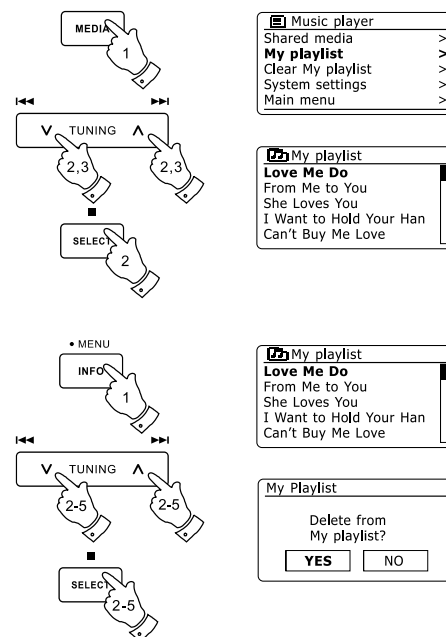 MEDIA
1
TUNING
2,3
2,3
SELECT
2
Music player
Shared media >
My playlist >
Clear My playlist >
System settings >
Main menu >
My playlist
Love Me Do
From Me to You
She Loves You
I Want to Hold Your Han
Can't Buy Me Love
• MENU
INFO
1
TUNING
2-5
2-5
SELECT
2-5
My playlist
Love Me Do
From Me to You
She Loves You
I Want to Hold Your Han
Can't Buy Me Love
My Playlist
Delete from
My playlist?
YES NO